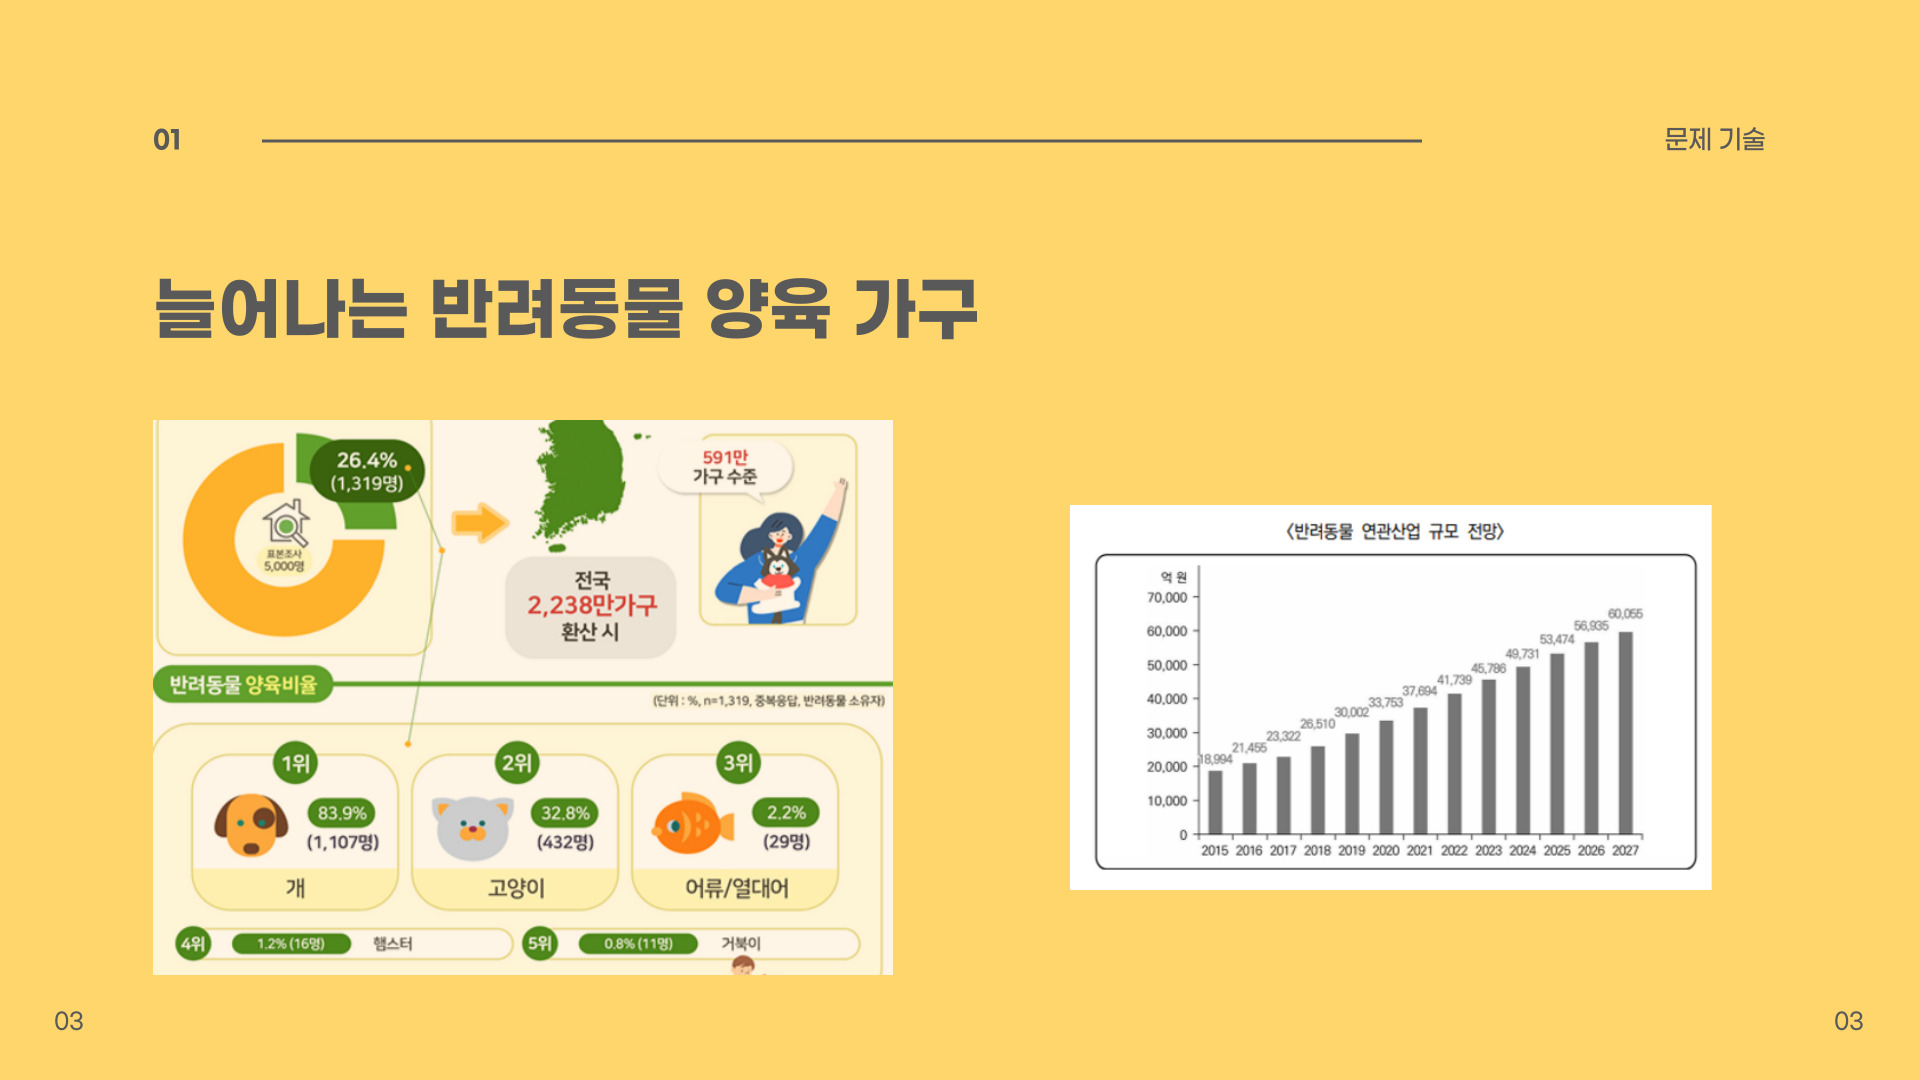 01
문제 기술
늘어나는 반려동물 양육 가구
26.4%
(1,319명)
표본조사
5,000명
591만
가구 수준
전국
2,238만가구
환산 시
반려동물 양육비율
(단위 : %, n=1,319, 중복응답, 반려동물 소유자)
1위
83.9%
(1,107명)
개
2위
32.8%
(432명)
고양이
3위
2.2%
(29명)
어류/열대어
4위 1.2% (16명) 햄스터
5위 0.8% (11명) 거북이
〈반려동물 연관산업 규모 전망〉
억 원
70,000
60,000
50,000
40,000
30,000
20,000
10,000
0
18,994
21,455
23,322
26,510
30,002
33,753
37,694
41,739
45,786
49,731
53,474
56,935
60,055
2015 2016 2017 2018 2019 2020 2021 2022 2023 2024 2025 2026 2027
03
03